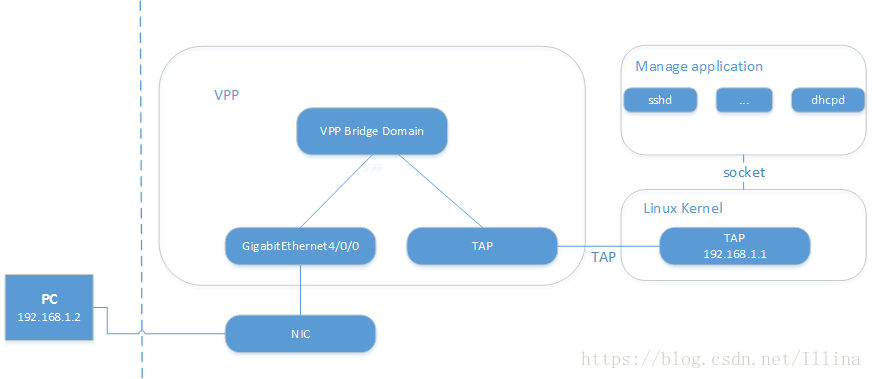 Manage application
sshd
...
dhcpd
VPP
VPP Bridge Domain
socket
Linux Kernel
GigabitEthernet4/0/0
TAP
TAP
TAP
192.168.1.1
PC
192.168.1.2
NIC
https://blog.csdn.net/Illina